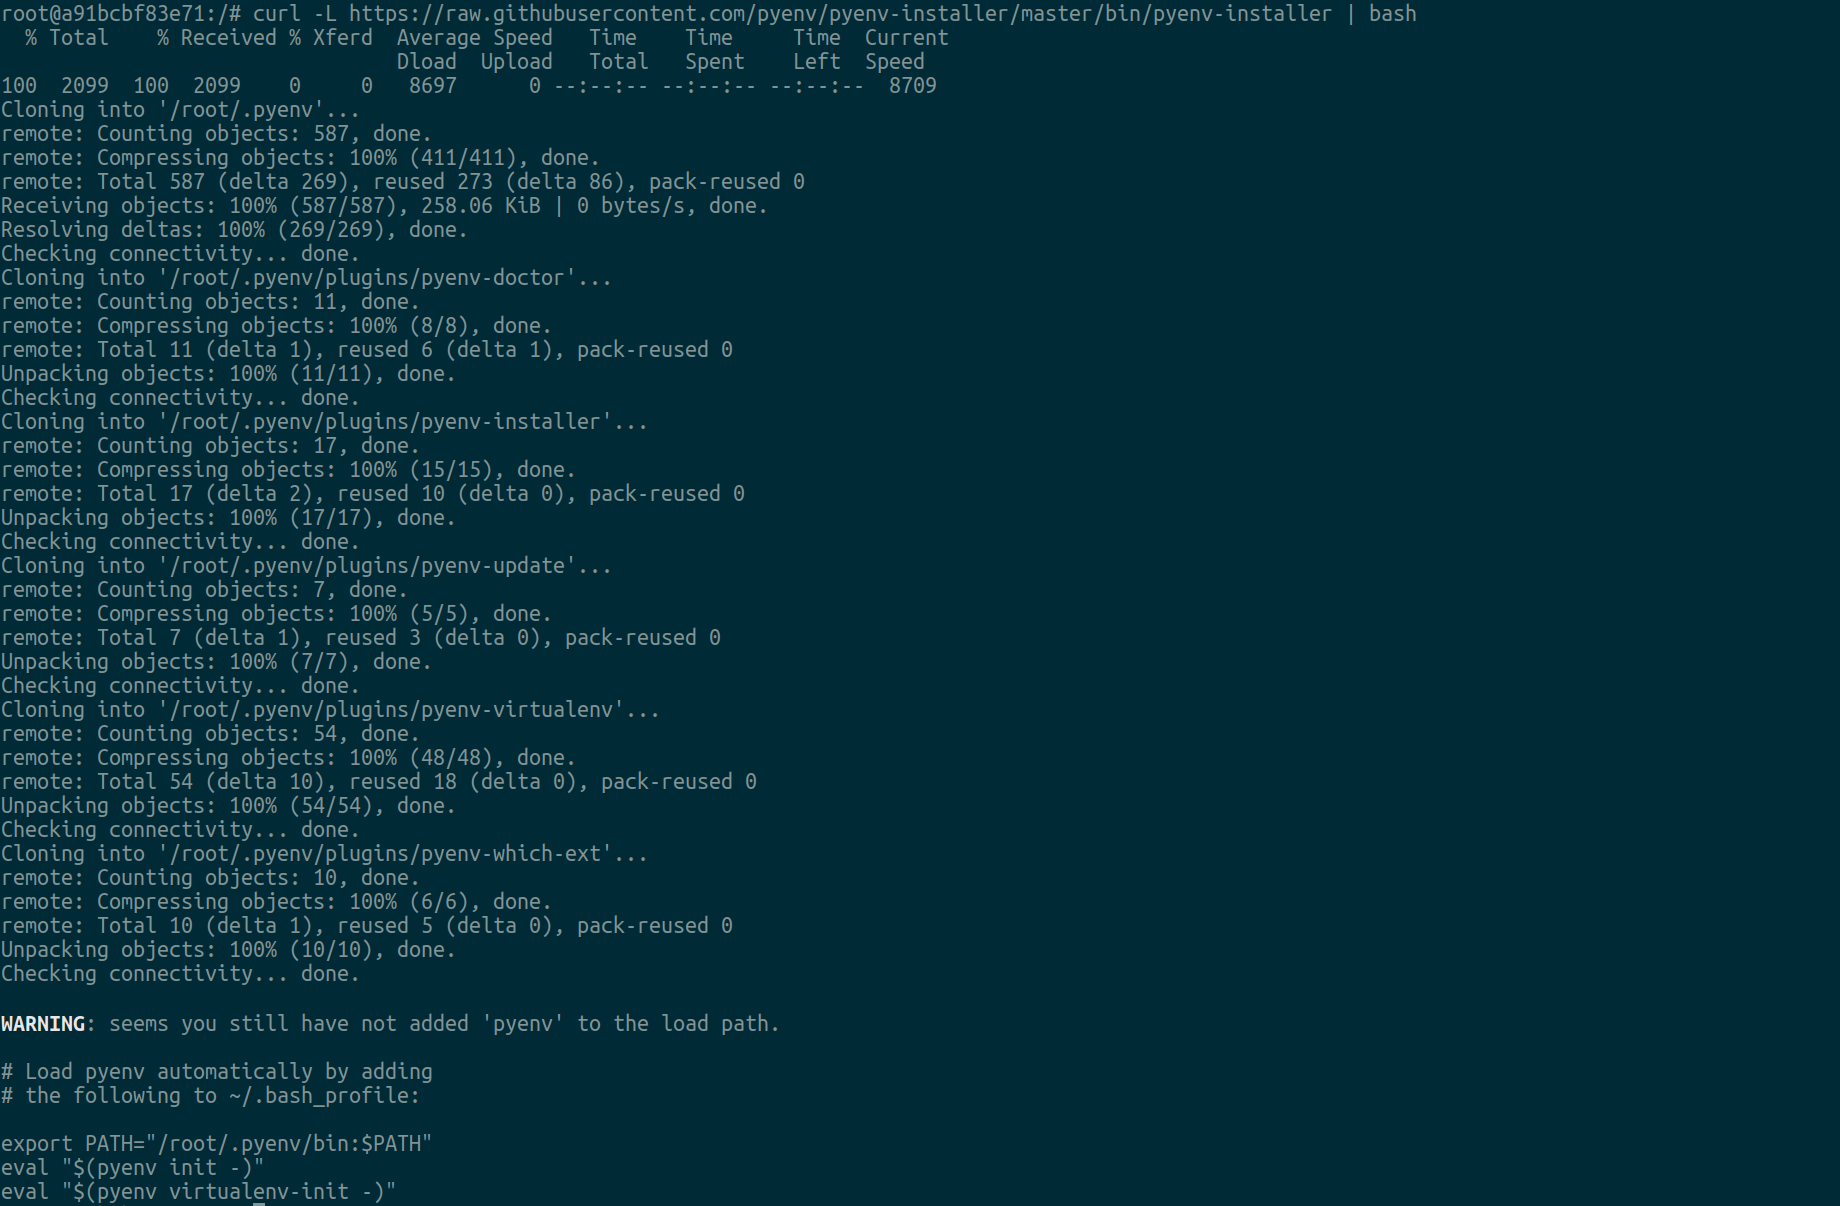 root@a91bcbf83e71:/# curl -L https://raw.githubusercontent.com/pyenv/pyenv-installer/master/bin/pyenv-installer | bash
  % Total    % Received % Xferd  Average Speed   Time    Time     Time  Current
                                 Dload  Upload   Total   Spent    Left  Speed
100  2099  100  2099    0     0   8697      0 --:--:-- --:--:-- --:--:--  8709
Cloning into '/root/.pyenv'...
remote: Counting objects: 587, done.
remote: Compressing objects: 100% (411/411), done.
remote: Total 587 (delta 269), reused 273 (delta 86), pack-reused 0
Receiving objects: 100% (587/587), 258.06 KiB | 0 bytes/s, done.
Resolving deltas: 100% (269/269), done.
Checking connectivity... done.
Cloning into '/root/.pyenv/plugins/pyenv-doctor'...
remote: Counting objects: 11, done.
remote: Compressing objects: 100% (8/8), done.
remote: Total 11 (delta 1), reused 6 (delta 1), pack-reused 0
Unpacking objects: 100% (11/11), done.
Checking connectivity... done.
Cloning into '/root/.pyenv/plugins/pyenv-installer'...
remote: Counting objects: 17, done.
remote: Compressing objects: 100% (15/15), done.
remote: Total 17 (delta 2), reused 10 (delta 0), pack-reused 0
Unpacking objects: 100% (17/17), done.
Checking connectivity... done.
Cloning into '/root/.pyenv/plugins/pyenv-update'...
remote: Counting objects: 7, done.
remote: Compressing objects: 100% (5/5), done.
remote: Total 7 (delta 1), reused 3 (delta 0), pack-reused 0
Unpacking objects: 100% (7/7), done.
Checking connectivity... done.
Cloning into '/root/.pyenv/plugins/pyenv-virtualenv'...
remote: Counting objects: 54, done.
remote: Compressing objects: 100% (48/48), done.
remote: Total 54 (delta 10), reused 18 (delta 0), pack-reused 0
Unpacking objects: 100% (54/54), done.
Checking connectivity... done.
Cloning into '/root/.pyenv/plugins/pyenv-which-ext'...
remote: Counting objects: 10, done.
remote: Compressing objects: 100% (6/6), done.
remote: Total 10 (delta 1), reused 5 (delta 0), pack-reused 0
Unpacking objects: 100% (10/10), done.
Checking connectivity... done.

WARNING: seems you still have not added 'pyenv' to the load path.

# Load pyenv automatically by adding
# the following to ~/.bash_profile:

export PATH="/root/.pyenv/bin:$PATH"
eval "$(pyenv init -)"
eval "$(pyenv virtualenv-init -)"